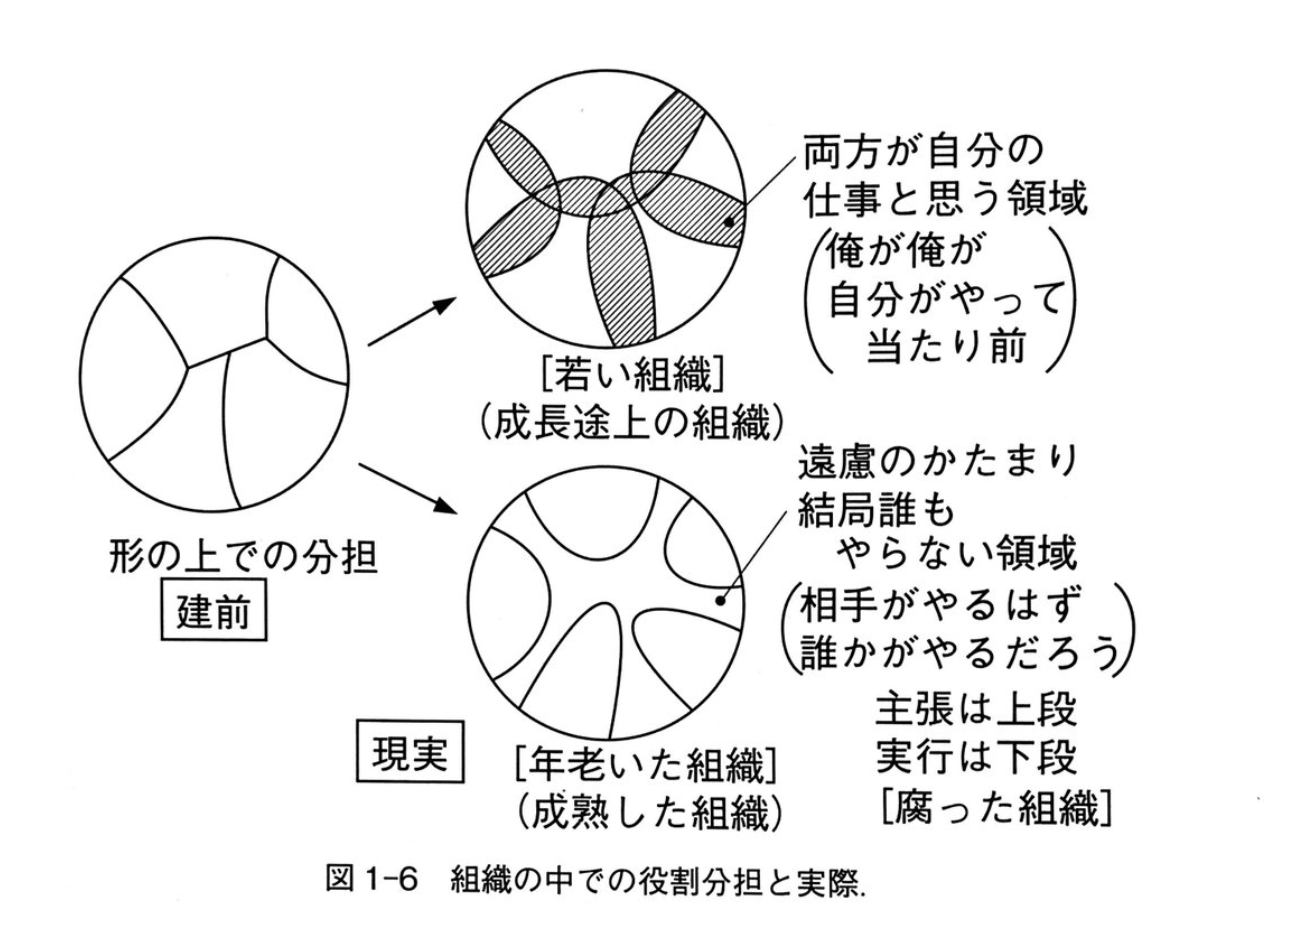 両方が自分の
仕事と思う領域
(俺が俺が
自分がやって
当たり前)
[若い組織]
(成長途上の組織)
形の上での分担
建前
遠慮のかたまり
結局誰も
やらない領域
(相手がやるはず
誰かがやるだろう)
主張は上段
実行は下段
[腐った組織]
現実
[年老いた組織]
(成熟した組織)
図1-6 組織の中での役割分担と実際.